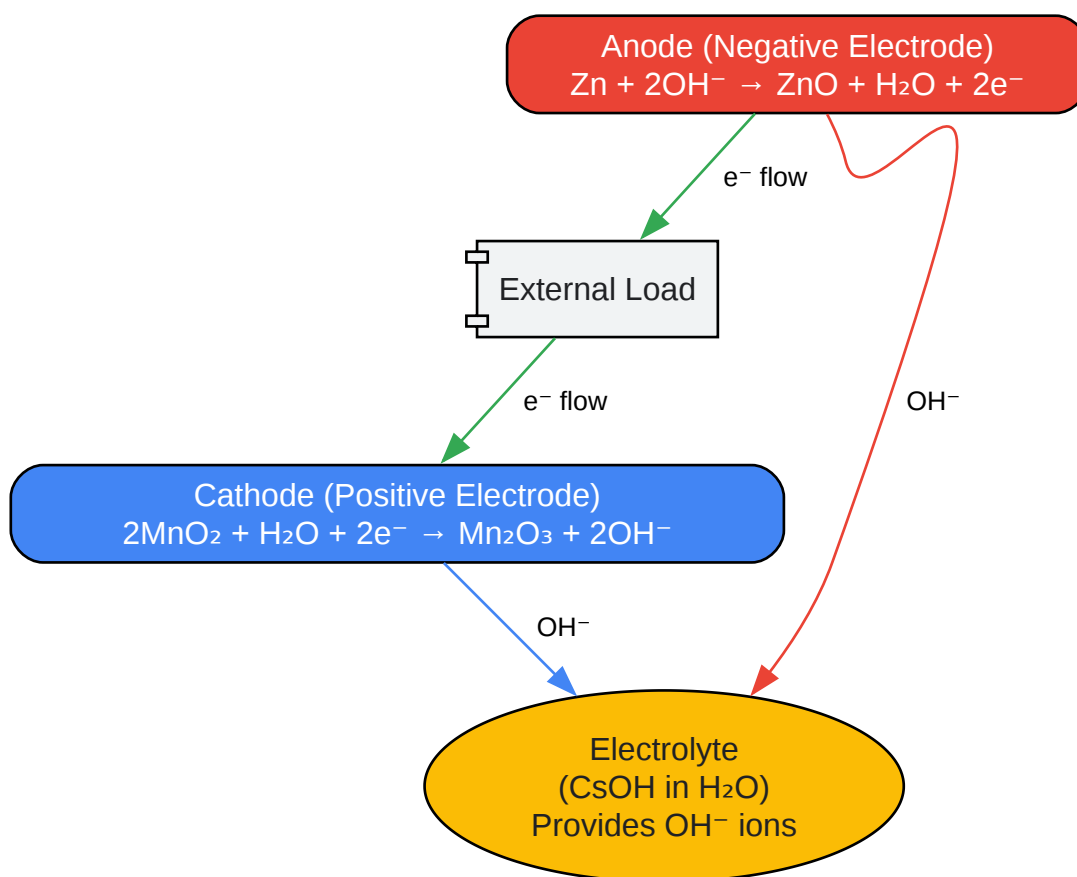 Anode (Negative Electrode)
Zn + 2OH⁻ → ZnO + H₂O + 2e⁻
e⁻ flow
External Load
e⁻ flow
OH⁻
Cathode (Positive Electrode)
2MnO₂ + H₂O + 2e⁻ → Mn₂O₃ + 2OH⁻
OH⁻
Electrolyte
(CsOH in H₂O)
Provides OH⁻ ions